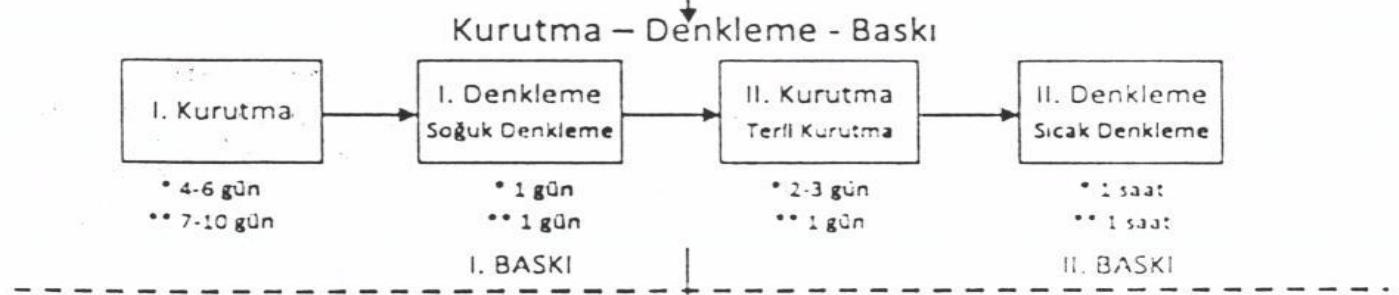 Kurutma – Denkleme - Baskı
I. Kurutma
I. Denkleme
Soğuk Denkleme
II. Kurutma
Terfi Kurutma
II. Denkleme
Sıcak Denkleme
* 4-6 gün
** 7-10 gün
* 1 gün
** 1 gün
* 2-3 gün
** 1 gün
* 1 saat
** 1 saat
I. BASKI
II. BASKI